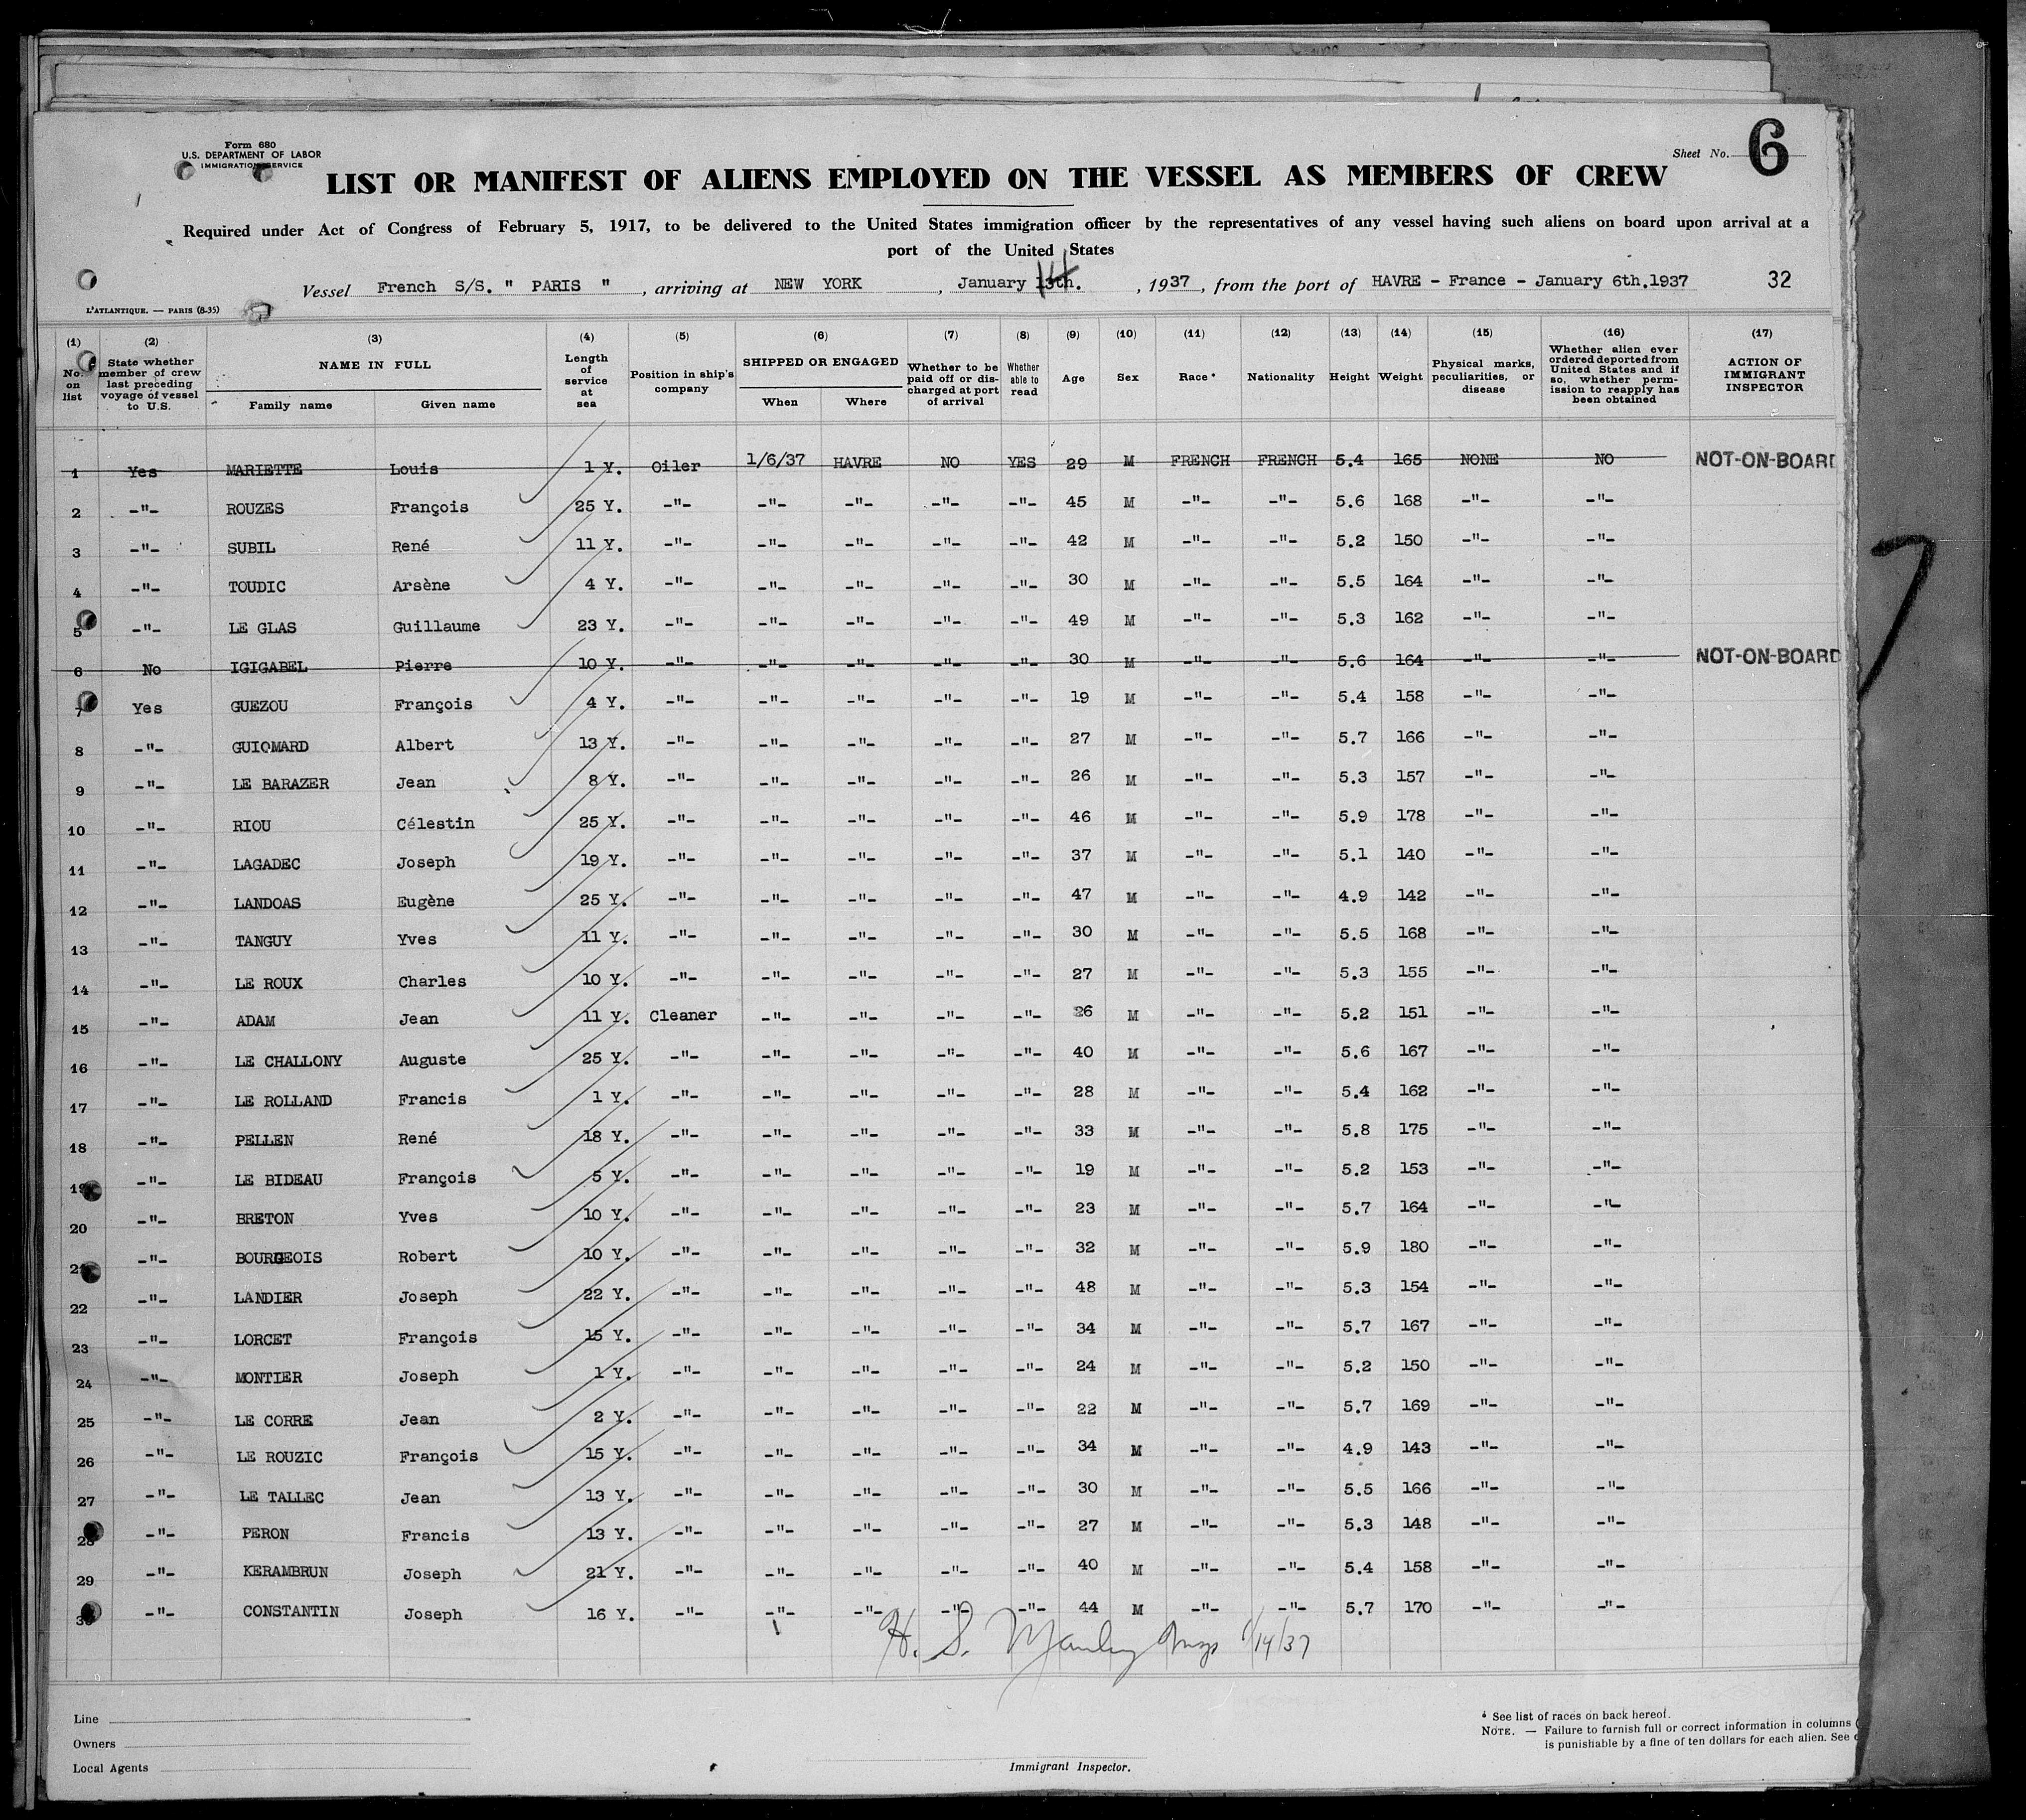 Form 680
U.S. DEPARTMENT OF LABOR
IMMIGRATION SERVICE
Sheet No. 6
LIST OR MANIFEST OF ALIENS EMPLOYED ON THE VESSEL AS MEMBERS OF CREW
Required under Act of Congress of February 5, 1917, to be delivered to the United States immigration officer by the representatives of any vessel having such aliens on board upon arrival at a
port of the United States
Vessel French S/S. " PARIS " , arriving at NEW YORK , January 13th. 14 , 1937 , from the port of HAVRE - France - January 6th.1937 32
L'ATLANTIQUE. — PARIS (8-35)
(1) No. on list (2) State whether member of crew last preceding voyage of vessel to U.S. (3) NAME IN FULL Family name Given name (4) Length of service at sea (5) Position in ship's company (6) SHIPPED OR ENGAGED When Where (7) Whether to be paid off or discharged at port of arrival (8) Whether able to read (9) Age (10) Sex (11) Race * (12) Nationality (13) Height (14) Weight (15) Physical marks, peculiarities, or disease (16) Whether alien ever ordered deported from United States and if so, whether permission to reapply has been obtained (17) ACTION OF IMMIGRANT INSPECTOR
1 Yes MARIETTE Louis 1 Y. Oiler 1/6/37 HAVRE NO YES 29 M FRENCH FRENCH 5.4 165 NONE NO NOT-ON-BOARD
2 -"- ROUZES François 25 Y. -"- -"- -"- -"- -"- 45 M -"- -"- 5.6 168 -"- -"-
3 -"- SUBIL René 11 Y. -"- -"- -"- -"- -"- 42 M -"- -"- 5.2 150 -"- -"-
4 -"- TOUDIC Arsène 4 Y. -"- -"- -"- -"- -"- 30 M -"- -"- 5.5 164 -"- -"-
5 -"- LE GLAS Guillaume 23 Y. -"- -"- -"- -"- -"- 49 M -"- -"- 5.3 162 -"- -"-
6 No IGIGABEL Pierre 10 Y. -"- -"- -"- -"- -"- 30 M -"- -"- 5.6 164 -"- -"- NOT-ON-BOARD
7 Yes GUEZOU François 4 Y. -"- -"- -"- -"- -"- 19 M -"- -"- 5.4 158 -"- -"-
8 -"- GUIOMARD Albert 13 Y. -"- -"- -"- -"- -"- 27 M -"- -"- 5.7 166 -"- -"-
9 -"- LE BARAZER Jean 8 Y. -"- -"- -"- -"- -"- 26 M -"- -"- 5.3 157 -"- -"-
10 -"- RIOU Célestin 25 Y. -"- -"- -"- -"- -"- 46 M -"- -"- 5.9 178 -"- -"-
11 -"- LAGADEC Joseph 19 Y. -"- -"- -"- -"- -"- 37 M -"- -"- 5.1 140 -"- -"-
12 -"- LANDOAS Eugène 25 Y. -"- -"- -"- -"- -"- 47 M -"- -"- 4.9 142 -"- -"-
13 -"- TANGUY Yves 11 Y. -"- -"- -"- -"- -"- 30 M -"- -"- 5.5 168 -"- -"-
14 -"- LE ROUX Charles 10 Y. -"- -"- -"- -"- -"- 27 M -"- -"- 5.3 155 -"- -"-
15 -"- ADAM Jean 11 Y. Cleaner -"- -"- -"- -"- 26 M -"- -"- 5.2 151 -"- -"-
16 -"- LE CHALLONY Auguste 25 Y. -"- -"- -"- -"- -"- 40 M -"- -"- 5.6 167 -"- -"-
17 -"- LE ROLLAND Francis 1 Y. -"- -"- -"- -"- -"- 28 M -"- -"- 5.4 162 -"- -"-
18 -"- PELLEN René 18 Y. -"- -"- -"- -"- -"- 33 M -"- -"- 5.8 175 -"- -"-
19 -"- LE BIDEAU François 5 Y. -"- -"- -"- -"- -"- 19 M -"- -"- 5.2 153 -"- -"-
20 -"- BRETON Yves 10 Y. -"- -"- -"- -"- -"- 23 M -"- -"- 5.7 164 -"- -"-
21 -"- BOURGEOIS Robert 10 Y. -"- -"- -"- -"- -"- 32 M -"- -"- 5.9 180 -"- -"-
22 -"- LANDIER Joseph 22 Y. -"- -"- -"- -"- -"- 48 M -"- -"- 5.3 154 -"- -"-
23 -"- LORCET François 15 Y. -"- -"- -"- -"- -"- 34 M -"- -"- 5.7 167 -"- -"-
24 -"- MONTIER Joseph 1 Y. -"- -"- -"- -"- -"- 24 M -"- -"- 5.2 150 -"- -"-
25 -"- LE CORRE Jean 2 Y. -"- -"- -"- -"- -"- 22 M -"- -"- 5.7 169 -"- -"-
26 -"- LE ROUZIC François 15 Y. -"- -"- -"- -"- -"- 34 M -"- -"- 4.9 143 -"- -"-
27 -"- LE TALLEC Jean 13 Y. -"- -"- -"- -"- -"- 30 M -"- -"- 5.5 166 -"- -"-
28 -"- PERON Francis 13 Y. -"- -"- -"- -"- -"- 27 M -"- -"- 5.3 148 -"- -"-
29 -"- KERAMBRUN Joseph 21 Y. -"- -"- -"- -"- -"- 40 M -"- -"- 5.4 158 -"- -"-
30 -"- CONSTANTIN Joseph 16 Y. -"- -"- -"- -"- -"- 44 M -"- -"- 5.7 170 -"- -"-
H. S. Manley Insp 1/14/37
Line
Owners
Local Agents
Immigrant Inspector.
* See list of races on back hereof.
NOTE. — Failure to furnish full or correct information in columns
is punishable by a fine of ten dollars for each alien. See
7